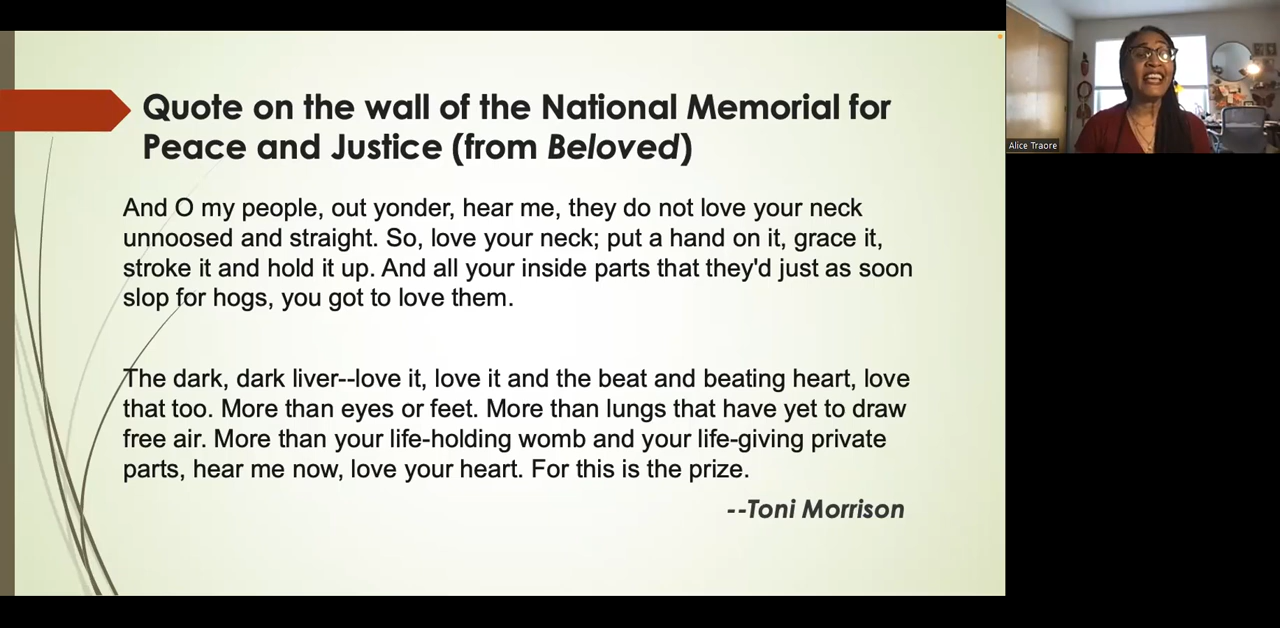 Quote on the wall of the National Memorial for
Peace and Justice (from Beloved)
And O my people, out yonder, hear me, they do not love your neck
unnoosed and straight. So, love your neck; put a hand on it, grace it,
stroke it and hold it up. And all your inside parts that they'd just as soon
slop for hogs, you got to love them.
The dark, dark liver--love it, love it and the beat and beating heart, love
that too. More than eyes or feet. More than lungs that have yet to draw
free air. More than your life-holding womb and your life-giving private
parts, hear me now, love your heart. For this is the prize.
--Toni Morrison
Alice Traore